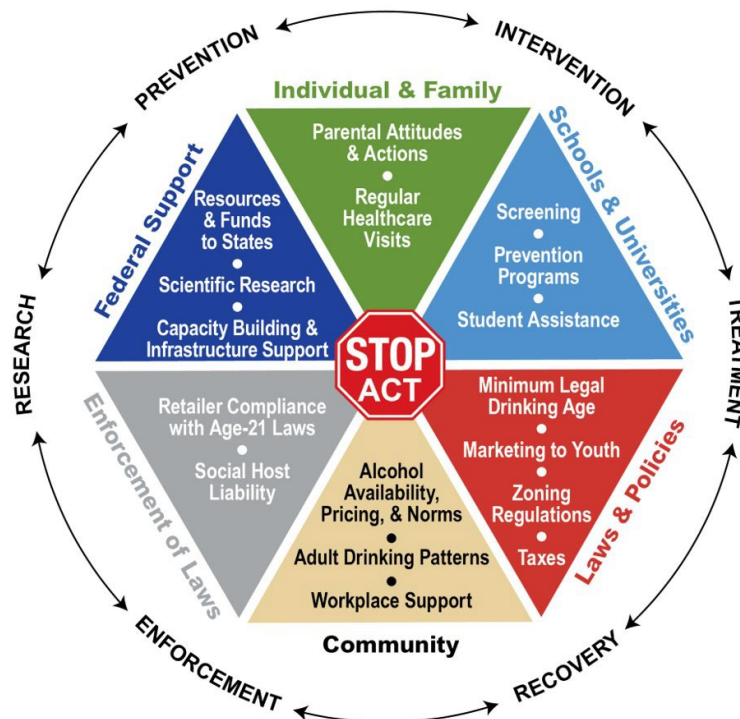 PREVENTION
INTERVENTION
TREATMENT
RECOVERY
ENFORCEMENT
RESEARCH
Individual & Family
Parental Attitudes
& Actions
Regular
Healthcare
Visits
Schools & Universities
Screening
Prevention
Programs
Student Assistance
Laws & Policies
Minimum Legal
Drinking Age
Marketing to Youth
Zoning
Regulations
Taxes
Community
Alcohol
Availability,
Pricing, & Norms
Adult Drinking Patterns
Workplace Support
Enforcement of Laws
Retailer Compliance
with Age-21 Laws
Social Host
Liability
Federal Support
Resources
& Funds
to States
Scientific Research
Capacity Building &
Infrastructure Support
STOP
ACT